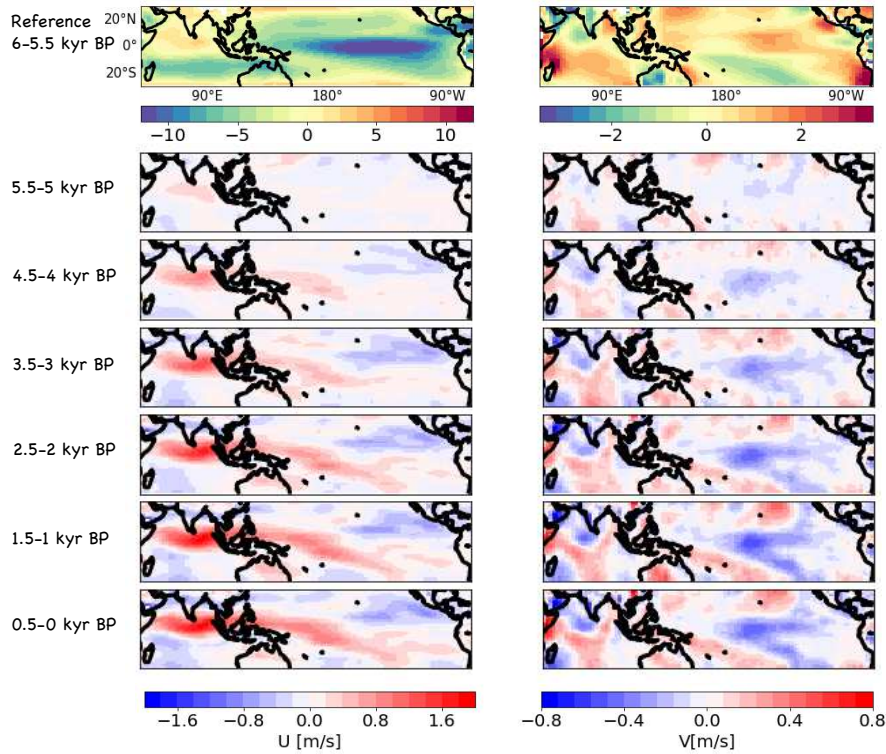 Reference
6-5.5 kyr BP
20°N
0°
20°S
90°E 180° 90°W
90°E 180° 90°W
−10 −5 0 5 10
−2 0 2
5.5-5 kyr BP
4.5-4 kyr BP
3.5-3 kyr BP
2.5-2 kyr BP
1.5-1 kyr BP
0.5-0 kyr BP
−1.6 −0.8 0.0 0.8 1.6
−0.8 −0.4 0.0 0.4 0.8
U [m/s]
V[m/s]